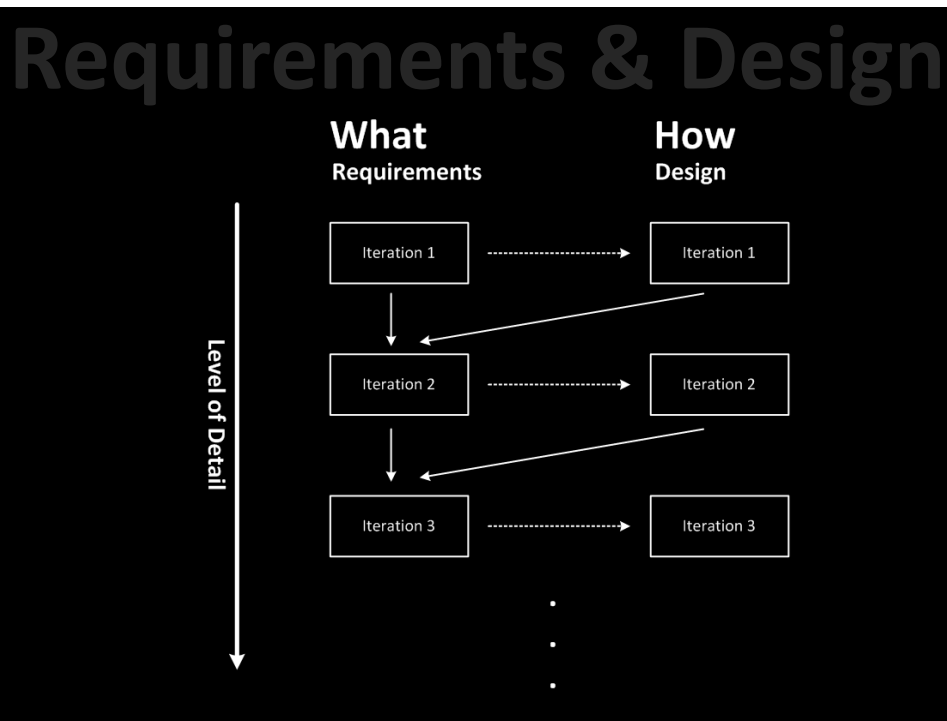 Requirements & Design
What
How
Requirements
Design
Iteration 1
Iteration 1
Level of Detail
Iteration 2
Iteration 2
Iteration 3
Iteration 3